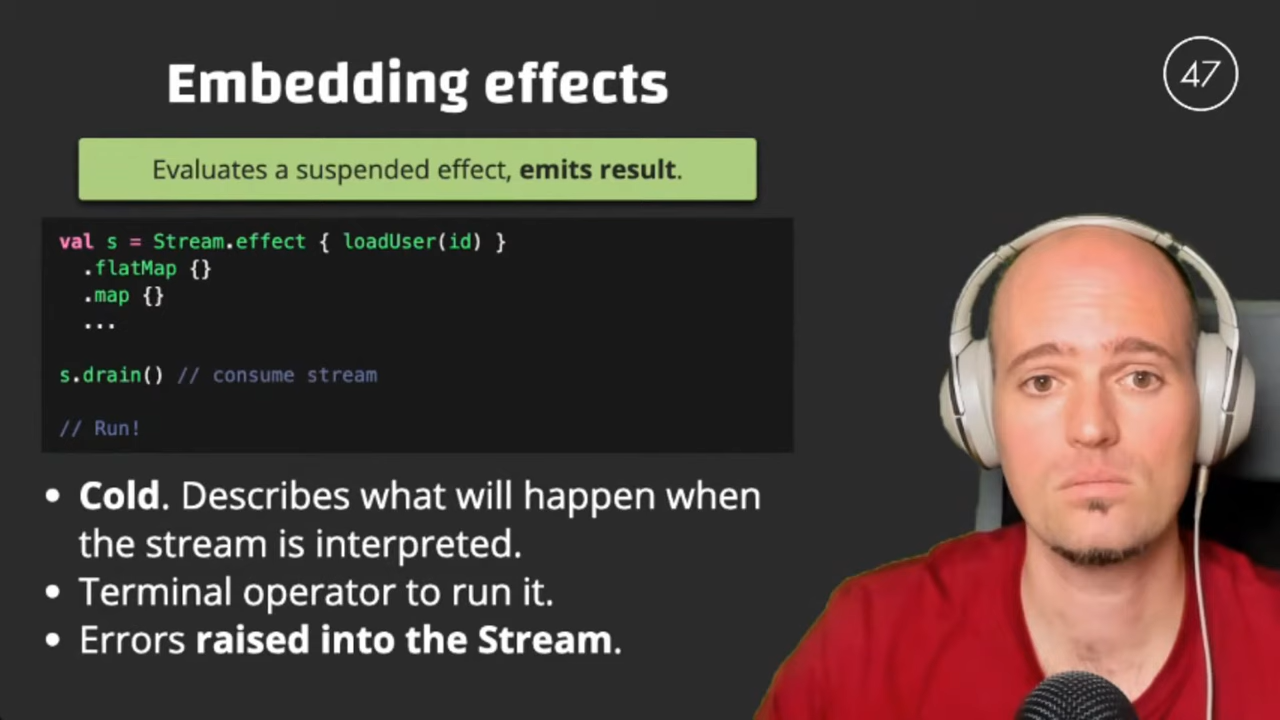 Embedding effects
47
Evaluates a suspended effect, emits result.
val s = Stream.effect { loadUser(id) }
.flatMap {}
.map {}
...
s.drain() // consume stream
// Run!
• Cold. Describes what will happen when
the stream is interpreted.
• Terminal operator to run it.
• Errors raised into the Stream.